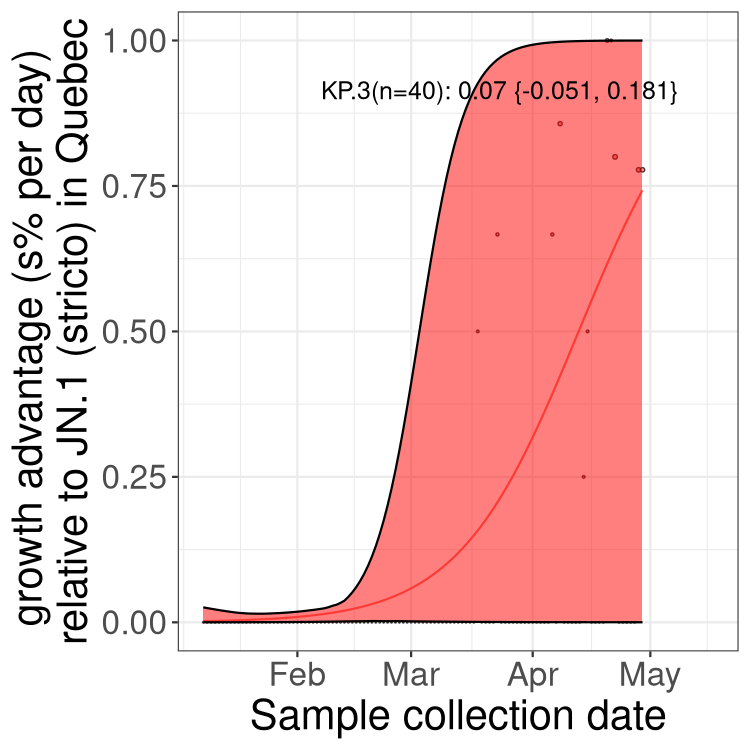 growth advantage (s% per day)
relative to JN.1 (stricto) in Quebec
1.00
0.75
0.50
0.25
0.00
KP.3(n=40): 0.07 {-0.051, 0.181}
Feb Mar Apr May
Sample collection date